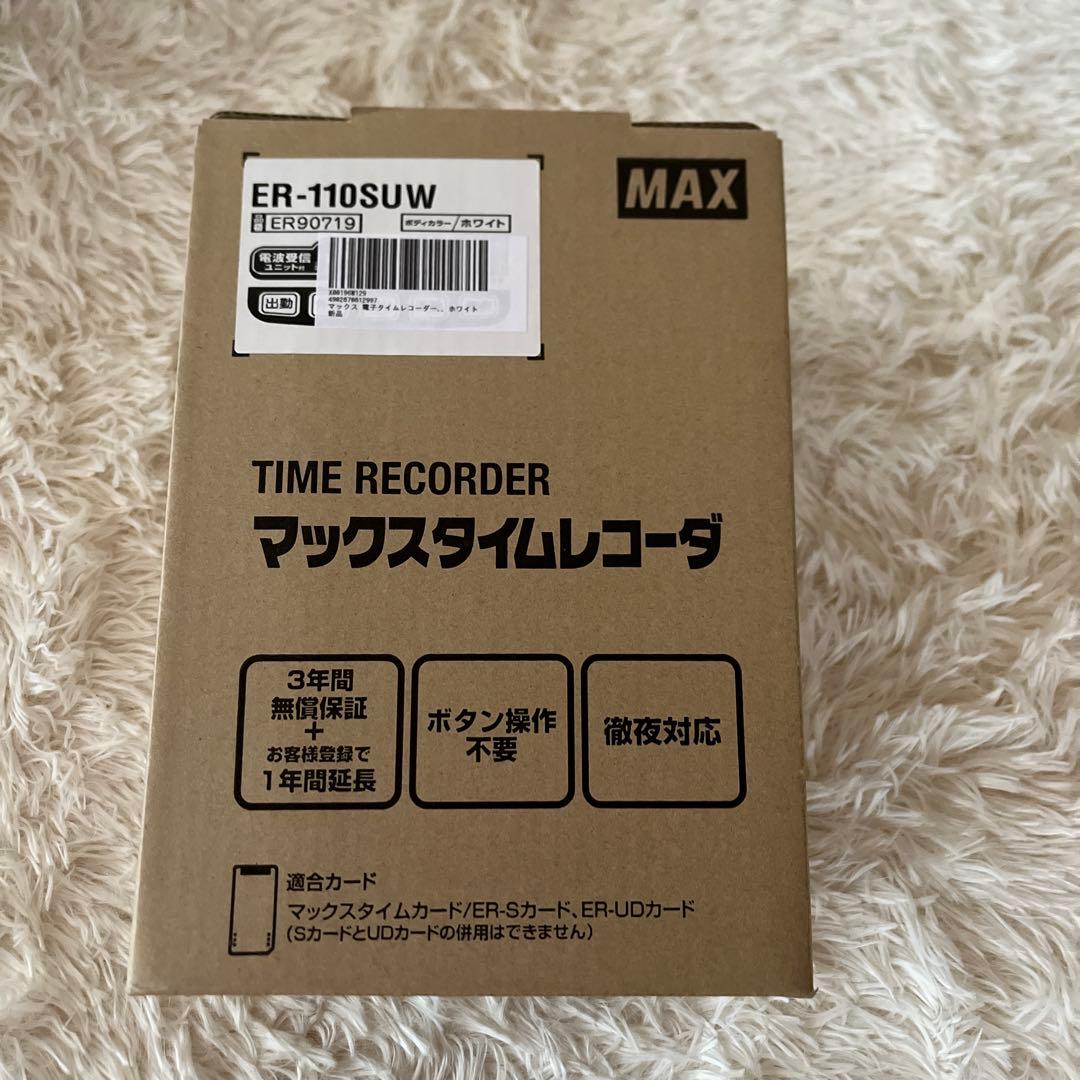 ER-110SUW
MAX
品番 ER90719
ボディカラー/ホワイト
電波受信
ユニット付
出勤
4902870812997
マックス 電子タイムレコーダー、、ホワイト
新品
TIME RECORDER
マックスタイムレコーダ
3年間
無償保証
+
お客様登録で
1年間延長
ボタン操作
不要
徹夜対応
適合カード
マックスタイムカード/ER-Sカード、ER-UDカード
(SカードとUDカードの併用はできません)